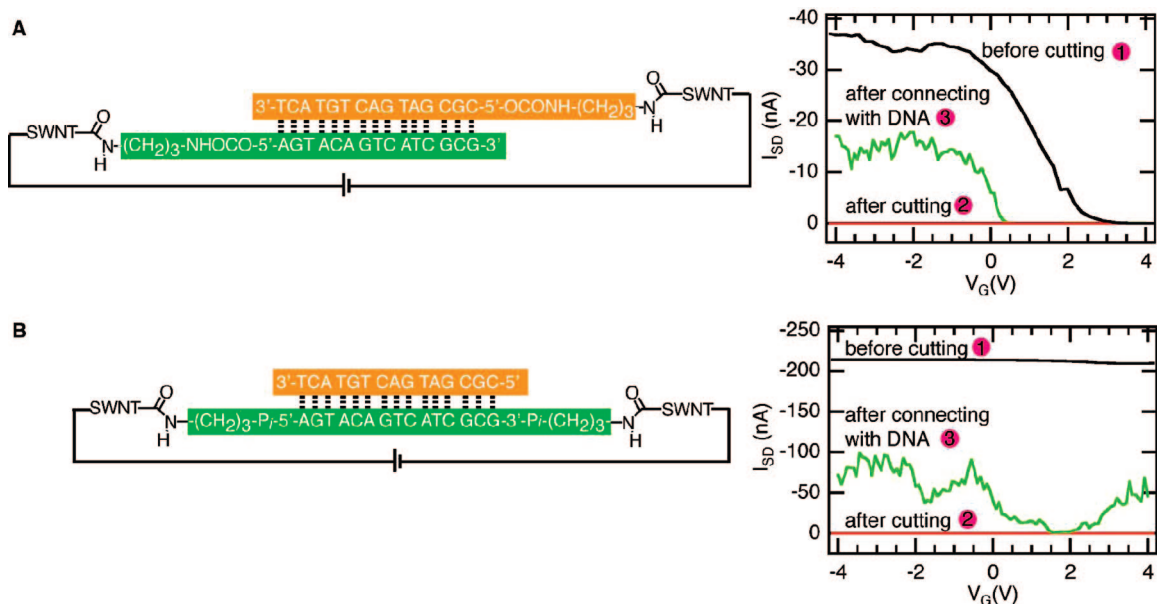 A
3'-TCA TGT CAG TAG CGC-5'-OCONH-(CH2)3
O
N
H
SWNT
SWNT
O
N
H
(CH2)3-NHOCO-5'-AGT ACA GTC ATC GCG-3'
-40
-30
-20
-10
0
ISD (nA)
before cutting 1
after connecting
with DNA 3
after cutting 2
-4
-2
0
2
4
VG(V)
B
3'-TCA TGT CAG TAG CGC-5'
SWNT
O
N
H
-(CH2)3-Pi-5'-AGT ACA GTC ATC GCG-3'-Pi-(CH2)3-
O
N
H
SWNT
-250
-200
-150
-100
-50
0
ISD (nA)
before cutting 1
after connecting
with DNA 3
after cutting 2
-4
-2
0
2
4
VG(V)